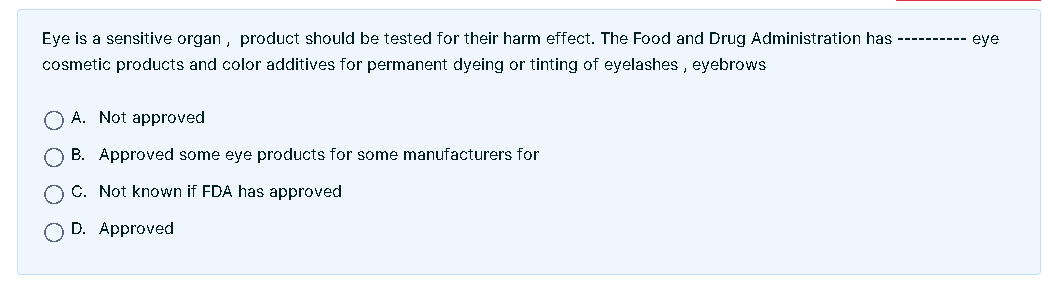 Eye is a sensitive organ ,  product should be tested for their harm effect. The Food and Drug Administration has ---------- eye
cosmetic products and color additives for permanent dyeing or tinting of eyelashes , eyebrows
A. Not approved
B. Approved some eye products for some manufacturers for
C. Not known if FDA has approved
D. Approved